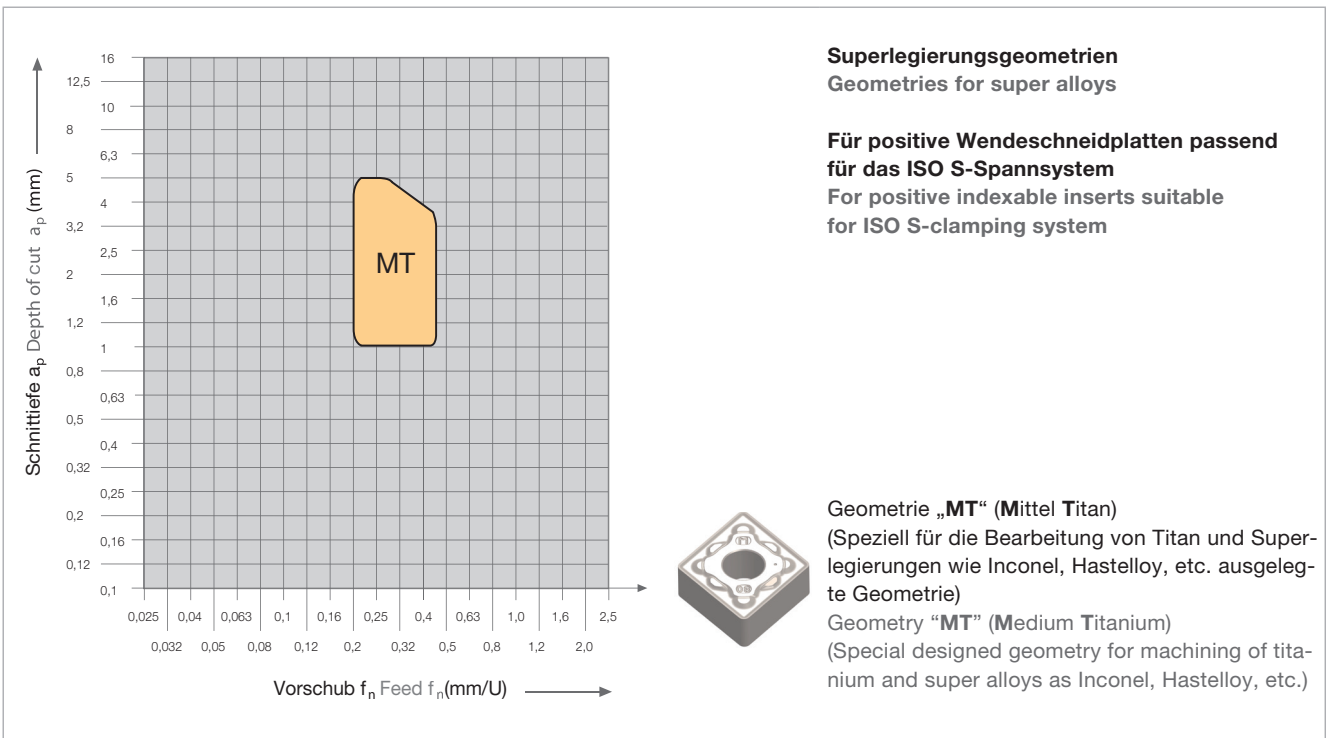 Schnittiefe aₚ Depth of cut aₚ (mm)
16
12,5
10
8
6,3
5
4
3,2
2,5
2
1,6
1,2
1
0,8
0,63
0,5
0,4
0,32
0,25
0,2
0,16
0,12
0,1
MT
0,025 0,04 0,063 0,1 0,16 0,25 0,4 0,63 1,0 1,6 2,5
0,032 0,05 0,08 0,12 0,2 0,32 0,5 0,8 1,2 2,0
Vorschub fₙ Feed fₙ(mm/U)
Superlegierungsgeometrien
Geometries for super alloys
Für positive Wendeschneidplatten passend
für das ISO S-Spannsystem
For positive indexable inserts suitable
for ISO S-clamping system
Geometrie „MT“ (Mittel Titan)
(Speziell für die Bearbeitung von Titan und Super-
legierungen wie Inconel, Hastelloy, etc. ausgeleg-
te Geometrie)
Geometry “MT” (Medium Titanium)
(Special designed geometry for machining of tita-
nium and super alloys as Inconel, Hastelloy, etc.)